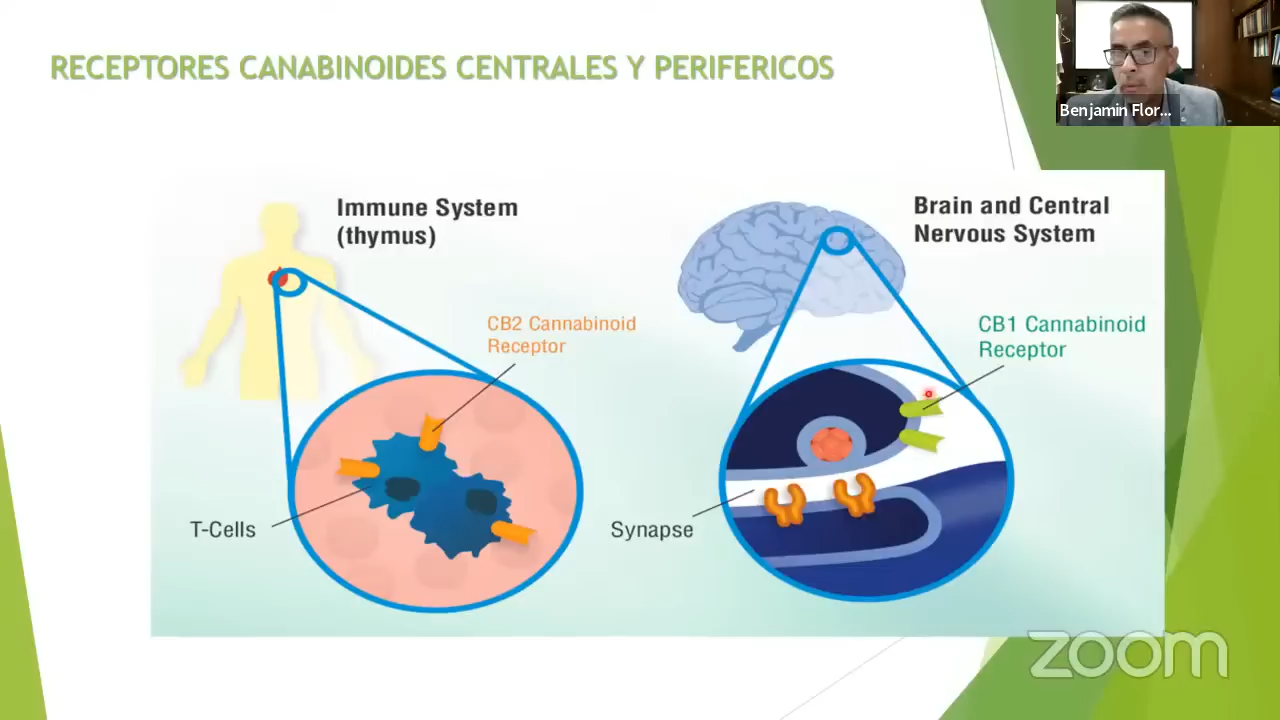 RECEPTORES CANABINOIDES CENTRALES Y PERIFERICOS
Benjamin Flor...
Immune System
(thymus)
CB2 Cannabinoid
Receptor
T-Cells
Brain and Central
Nervous System
CB1 Cannabinoid
Receptor
Synapse
zoom